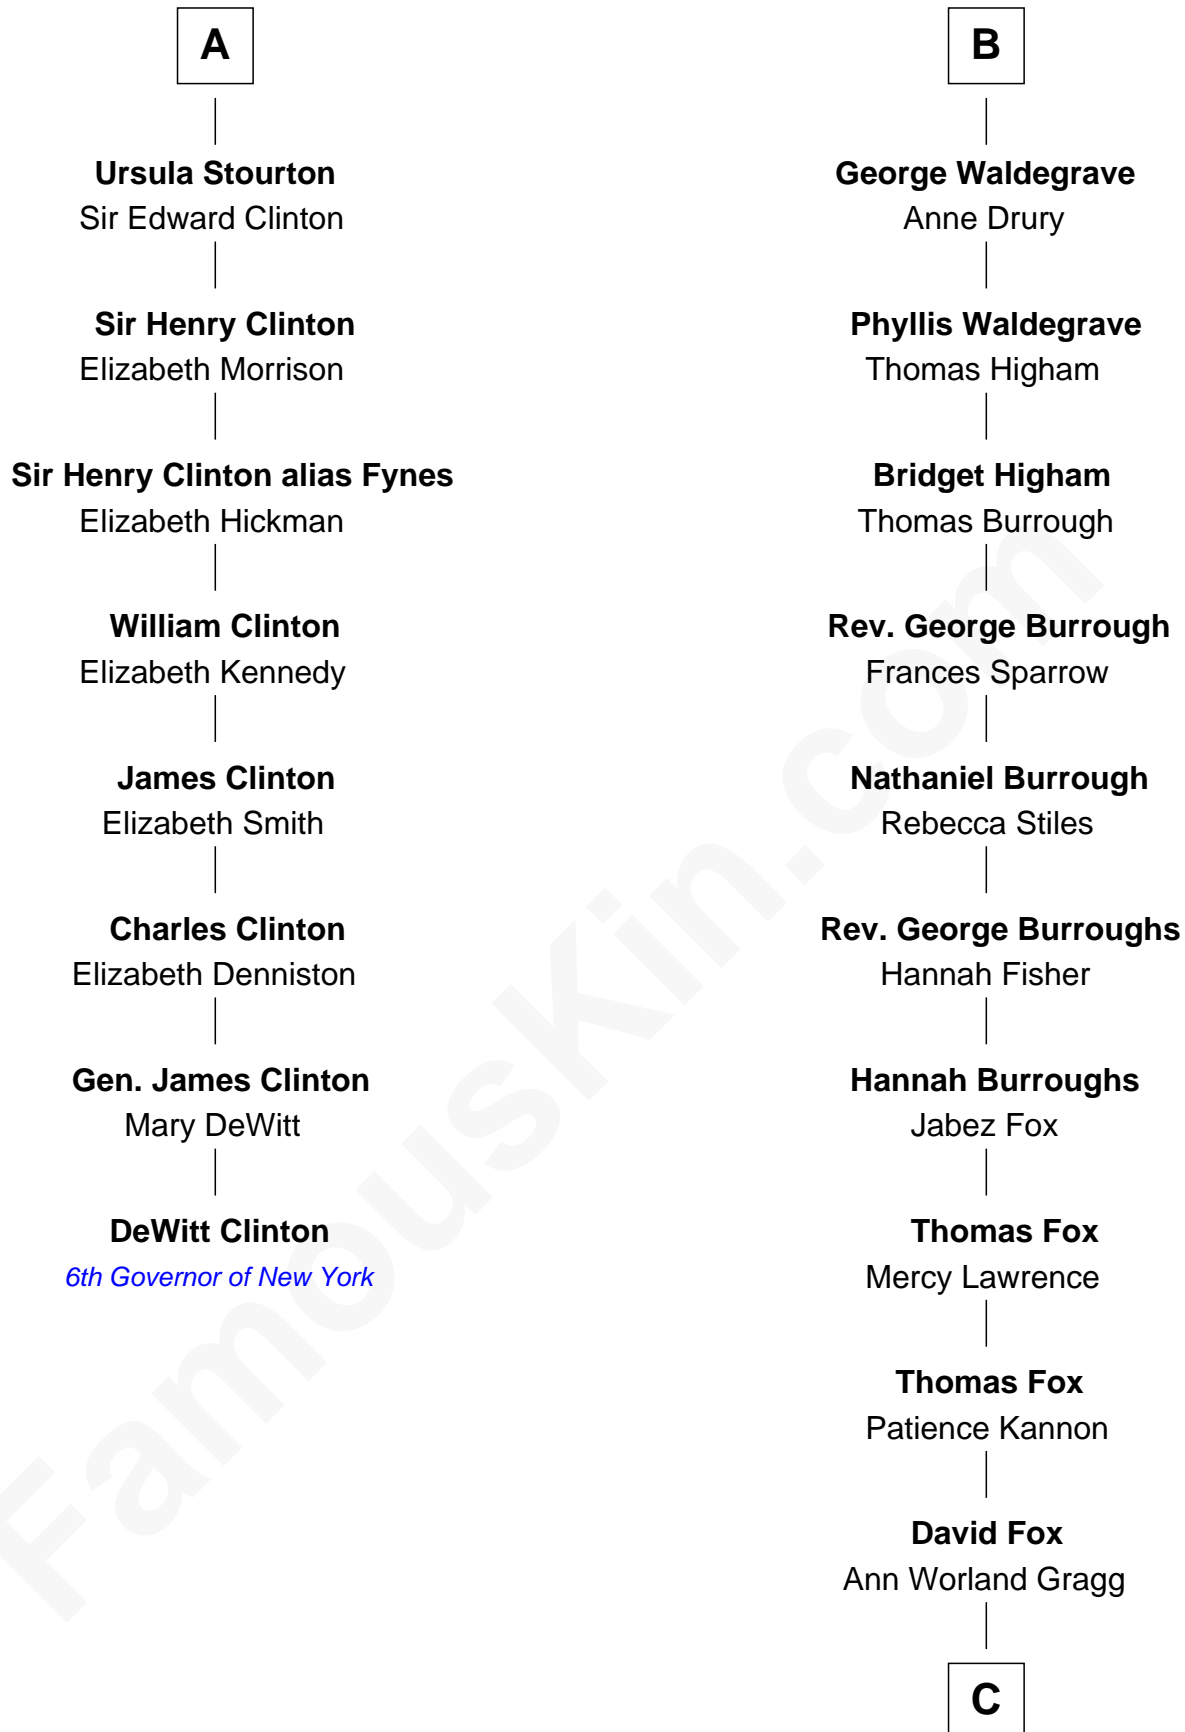 A
Ursula Stourton
Sir Edward Clinton
Sir Henry Clinton
Elizabeth Morrison
Sir Henry Clinton alias Fynes
Elizabeth Hickman
William Clinton
Elizabeth Kennedy
James Clinton
Elizabeth Smith
Charles Clinton
Elizabeth Denniston
Gen. James Clinton
Mary DeWitt
DeWitt Clinton
6th Governor of New York
B
George Waldegrave
Anne Drury
Phyllis Waldegrave
Thomas Higham
Bridget Higham
Thomas Burrough
Rev. George Burrough
Frances Sparrow
Nathaniel Burrough
Rebecca Stiles
Rev. George Burroughs
Hannah Fisher
Hannah Burroughs
Jabez Fox
Thomas Fox
Mercy Lawrence
Thomas Fox
Patience Kannon
David Fox
Ann Worland Gragg
C
FamousKin.com